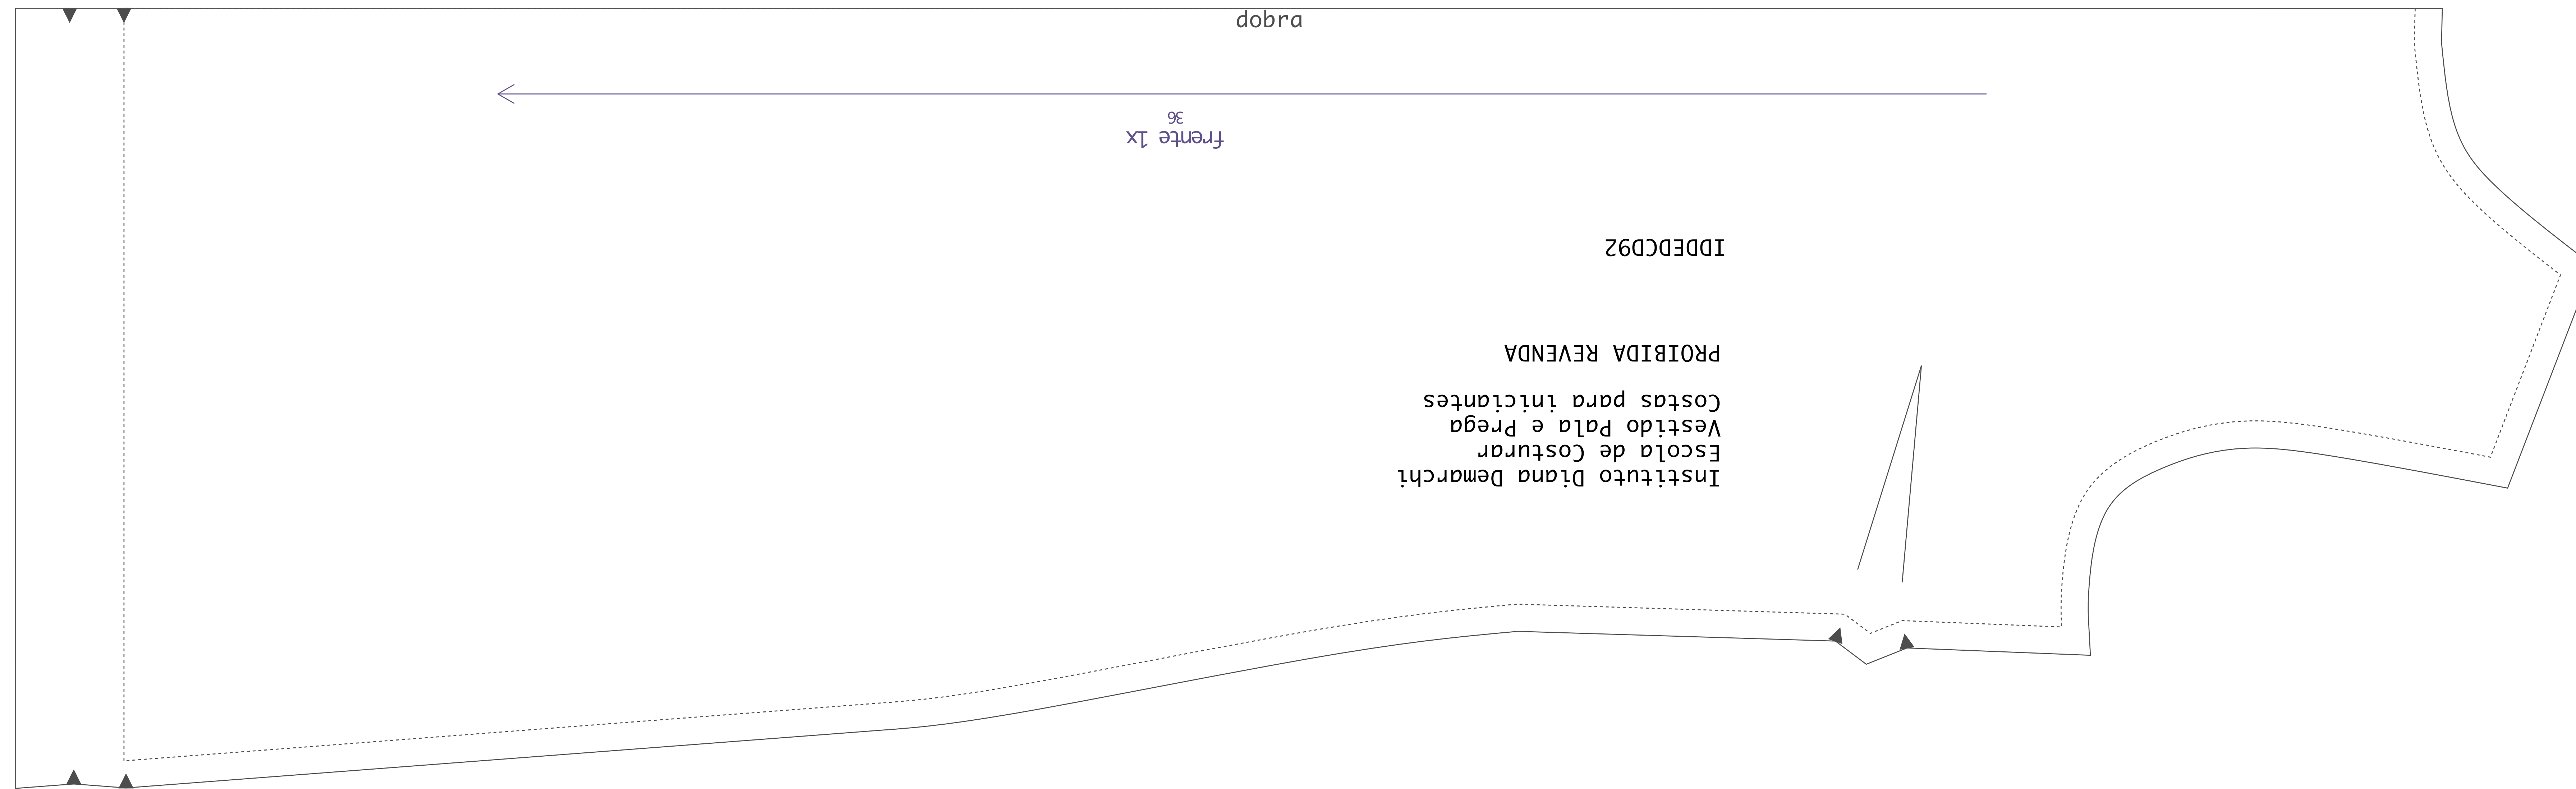 dobra
frente 1x
36
Instituto Diana Demarchi
Escola de Costurar
Vestido Pala e Prega
Costas para iniciantes
PROIBIDA REVENDA
IDDEDCD92